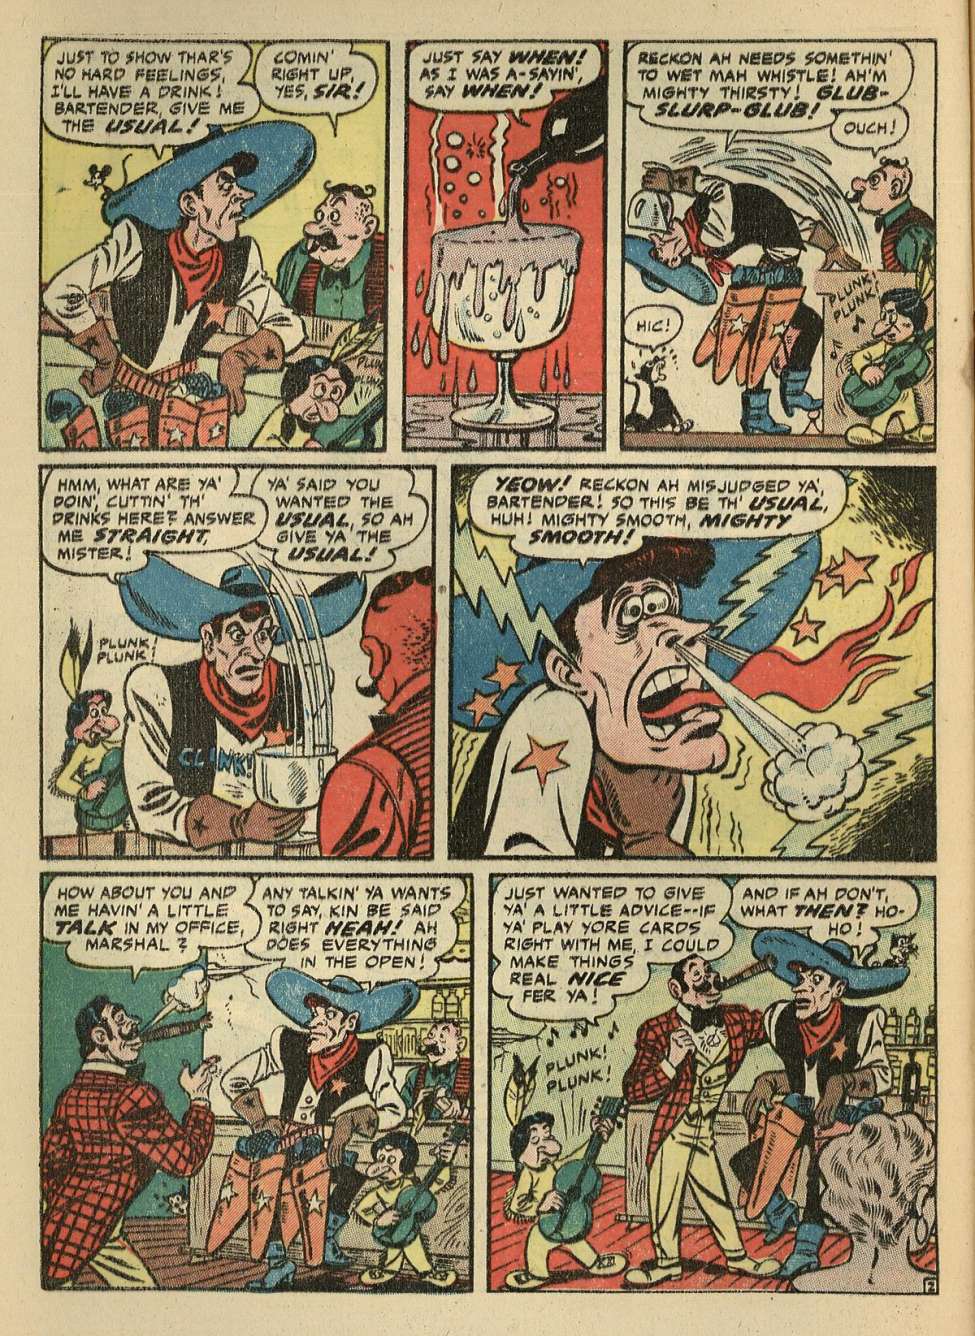 JUST TO SHOW THAR'S
NO HARD FEELINGS,
I'LL HAVE A DRINK!
BARTENDER, GIVE ME
THE USUAL!
COMIN'
RIGHT UP,
YES, SIR!
JUST SAY WHEN!
AS I WAS A-SAYIN',
SAY WHEN!
RECKON AH NEEDS SOMETHIN'
TO WET MAH WHISTLE! AH'M
MIGHTY THIRSTY! GLUB-
SLURP-GLUB!
OUCH!
HIC!
PLUNK
PLUNK!
HMM, WHAT ARE YA'
DOIN', CUTTIN' TH'
DRINKS HERE? ANSWER
ME STRAIGHT,
MISTER!
YA' SAID YOU
WANTED THE
USUAL, SO AH
GIVE YA' THE
USUAL!
PLUNK!
PLUNK!
CLUNK!
YEOW! RECKON AH MISJUDGED YA',
BARTENDER! SO THIS BE TH' USUAL,
HUH! MIGHTY SMOOTH, MIGHTY
SMOOTH!
HOW ABOUT YOU AND
ME HAVIN' A LITTLE
TALK IN MY OFFICE,
MARSHAL?
ANY TALKIN' YA WANTS
TO SAY, KIN BE SAID
RIGHT HEAH! AH
DOES EVERYTHING
IN THE OPEN!
JUST WANTED TO GIVE
YA' A LITTLE ADVICE--IF
YA' PLAY YORE CARDS
RIGHT WITH ME, I COULD
MAKE THINGS
REAL NICE
FER YA!
AND IF AH DON'T,
WHAT THEN? HO-
HO!
PLUNK!
PLUNK!
2